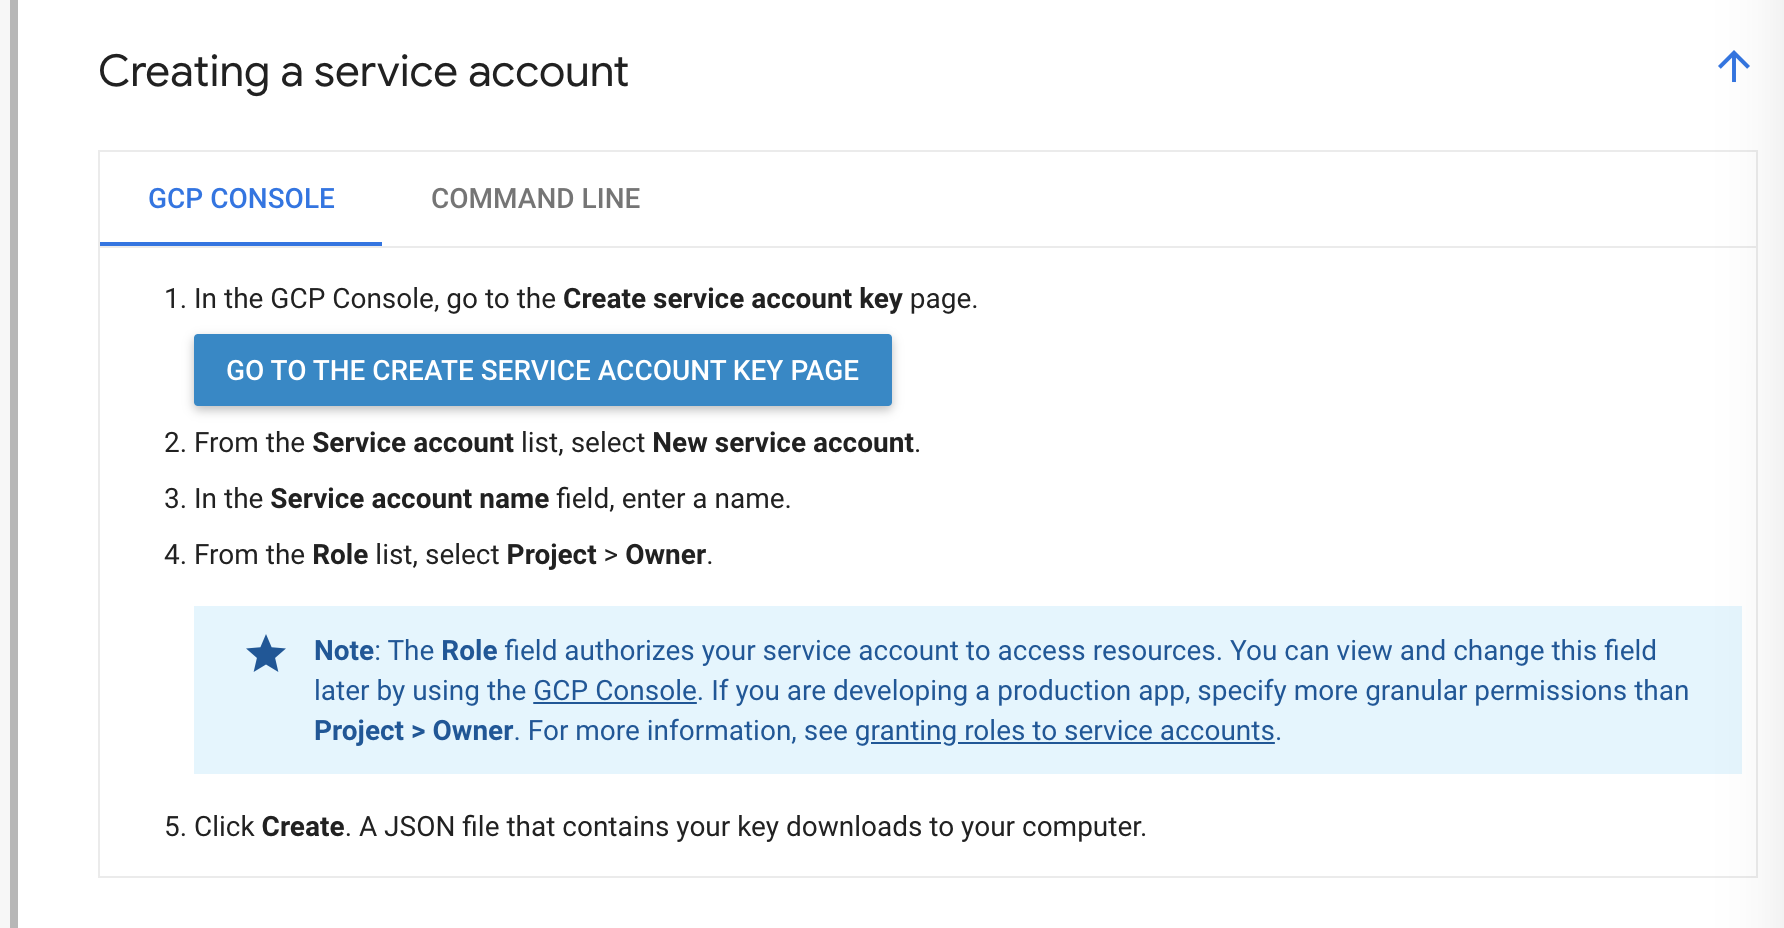 Creating a service account
GCP CONSOLE
COMMAND LINE
1. In the GCP Console, go to the Create service account key page.
GO TO THE CREATE SERVICE ACCOUNT KEY PAGE
2. From the Service account list, select New service account.
3. In the Service account name field, enter a name.
4. From the Role list, select Project > Owner.
Note: The Role field authorizes your service account to access resources. You can view and change this field
later by using the GCP Console. If you are developing a production app, specify more granular permissions than
Project > Owner. For more information, see granting roles to service accounts.
5. Click Create. A JSON file that contains your key downloads to your computer.